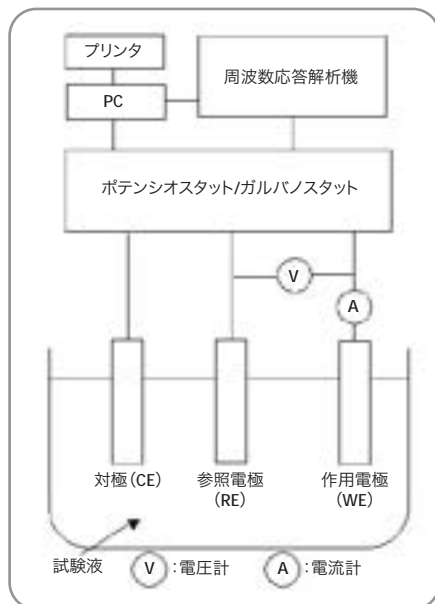 プリンタ
PC
周波数応答解析機
ポテンシオスタット/ガルバノスタット
V
A
対極(CE)
参照電極
(RE)
作用電極
(WE)
試験液
V :電圧計
A :電流計